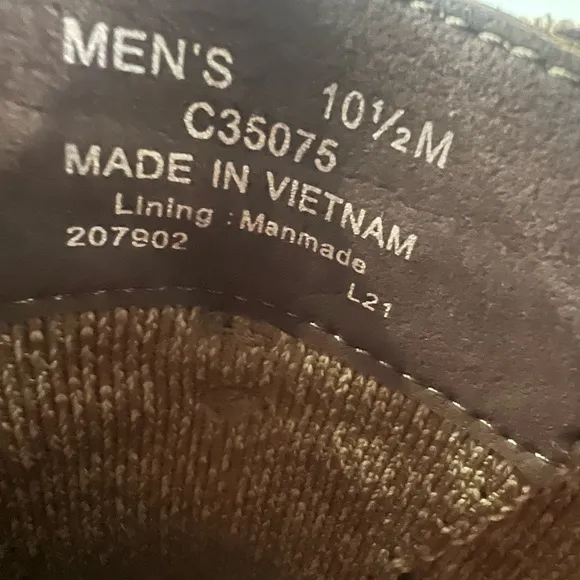 MEN'S 10½M
C35075
MADE IN VIETNAM
Lining : Manmade
207902 L21